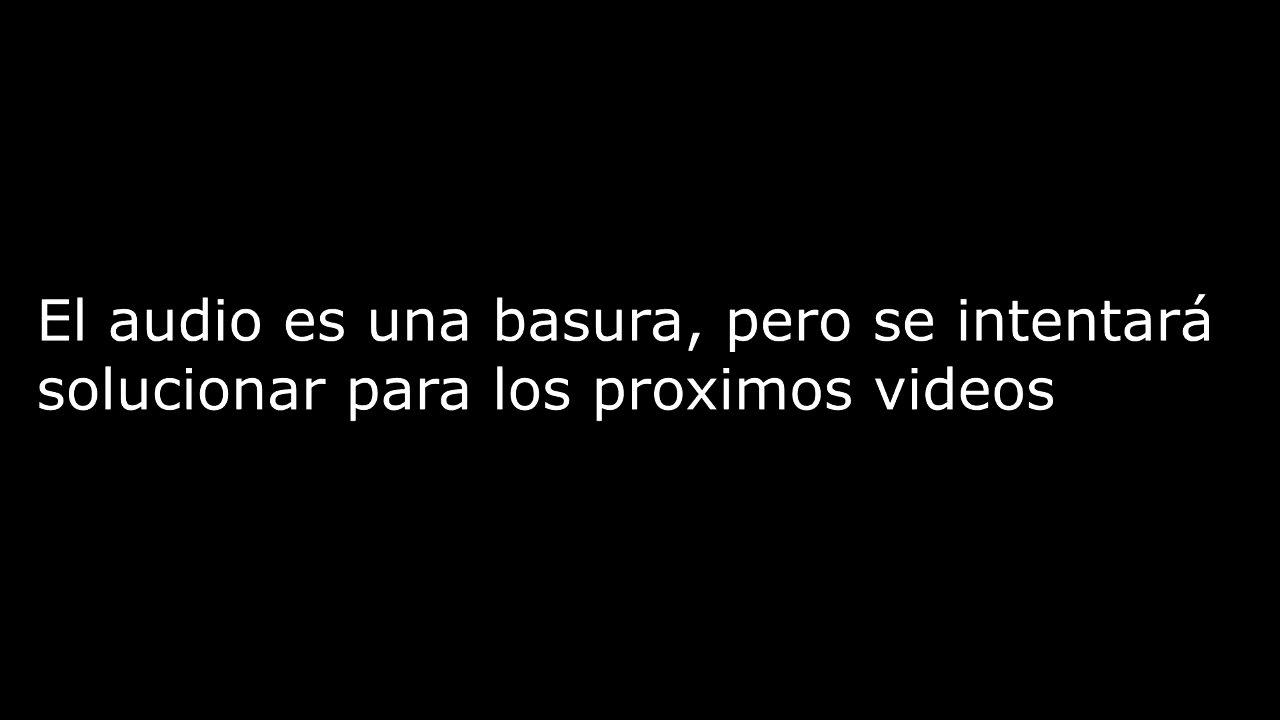 El audio es una basura, pero se intentará
solucionar para los proximos videos